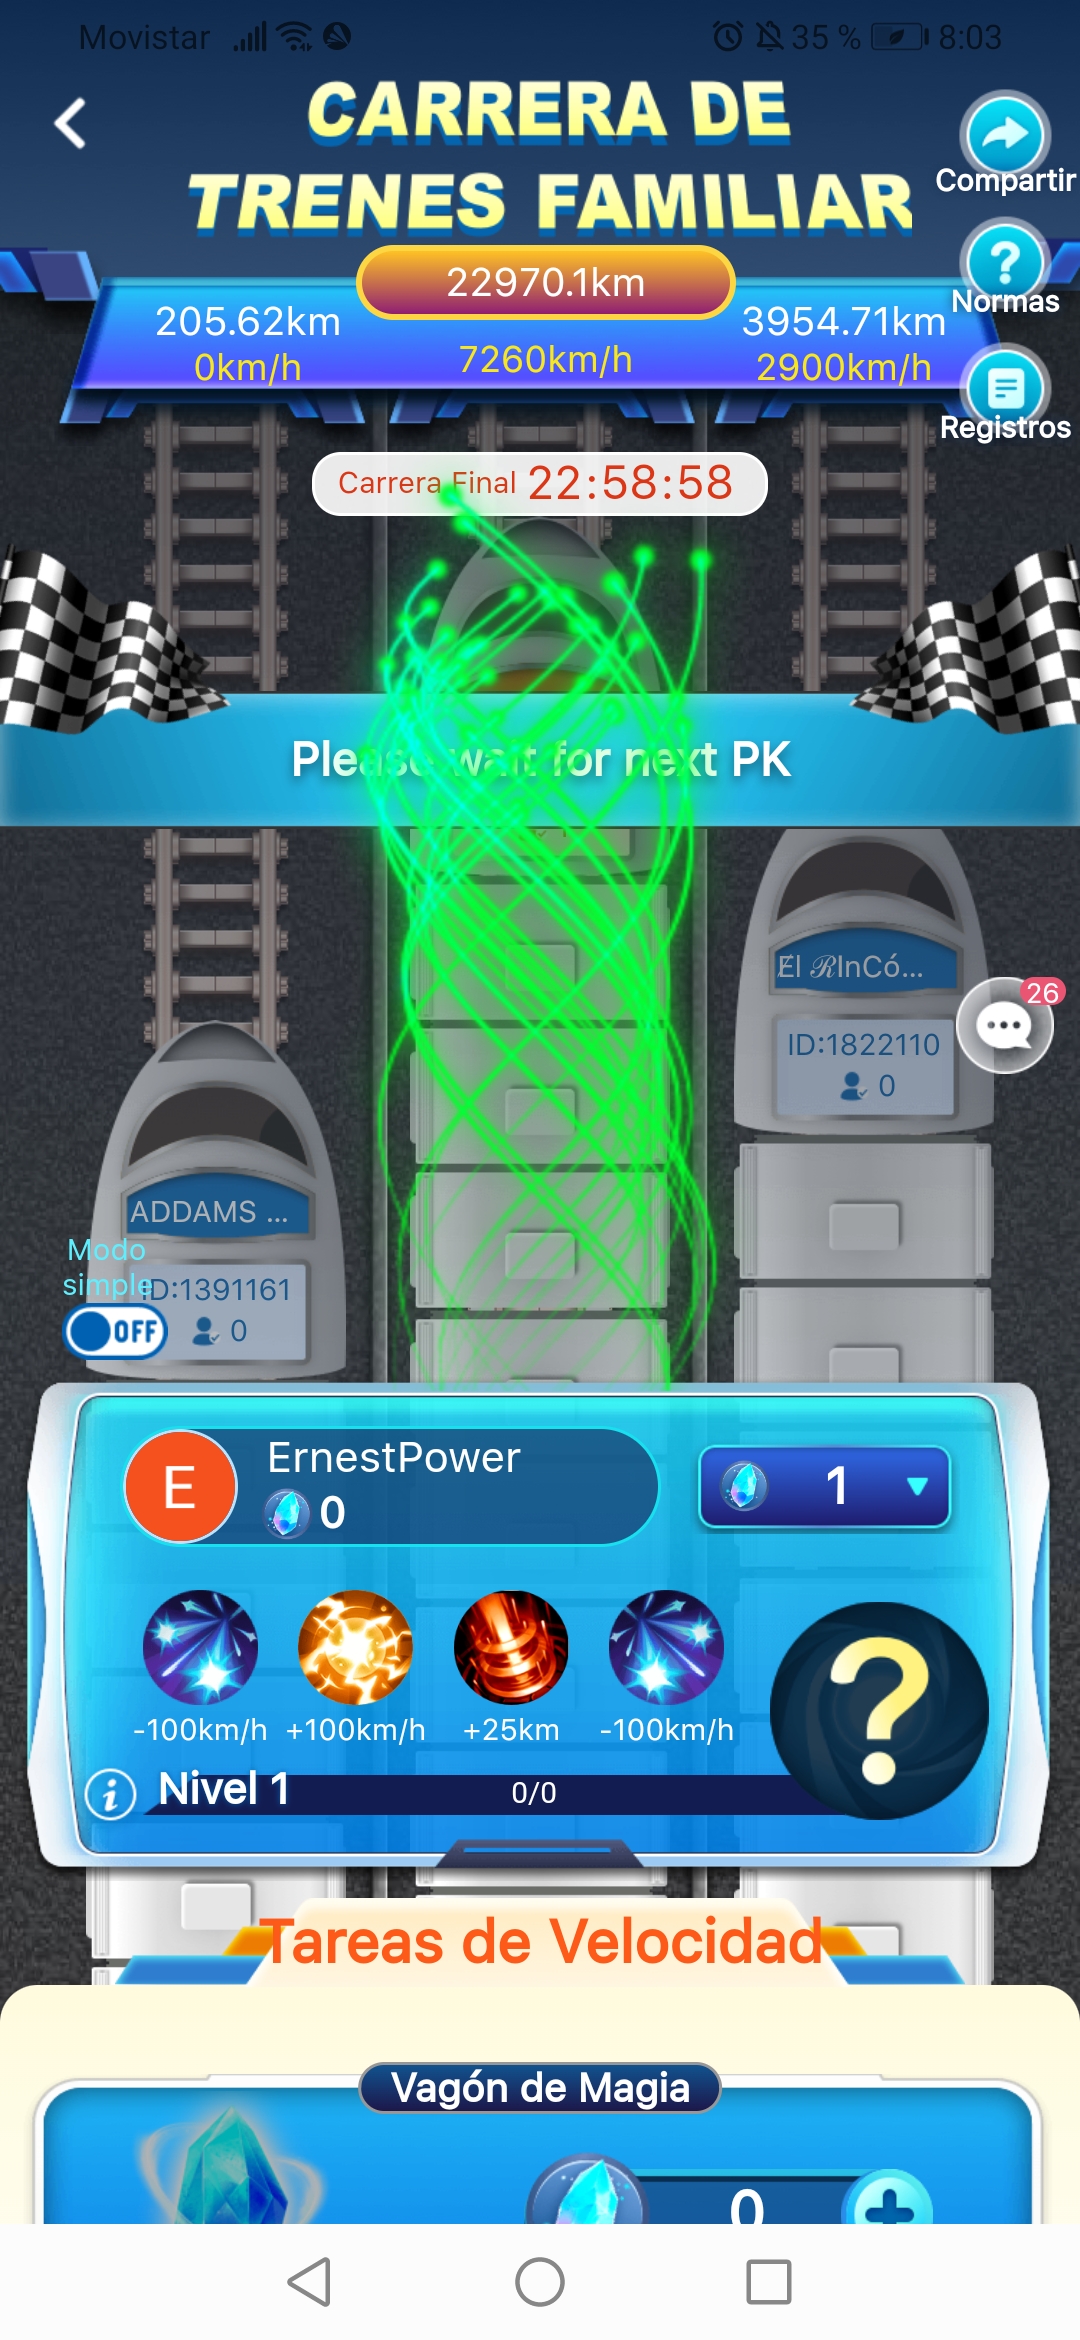 Movistar
35 %
8:03
CARRERA DE
TRENES FAMILIAR
Compartir
Normas
Registros
22970.1km
205.62km
3954.71km
0km/h
7260km/h
2900km/h
Carrera Final 22:58:58
Please wait for next PK
El ℛInCó...
ID:1822110
0
26
ADDAMS ...
ID:1391161
0
Modo
simple
OFF
E
ErnestPower
0
1
-100km/h
+100km/h
+25km
-100km/h
?
Nivel 1
0/0
Tareas de Velocidad
Vagón de Magia
0